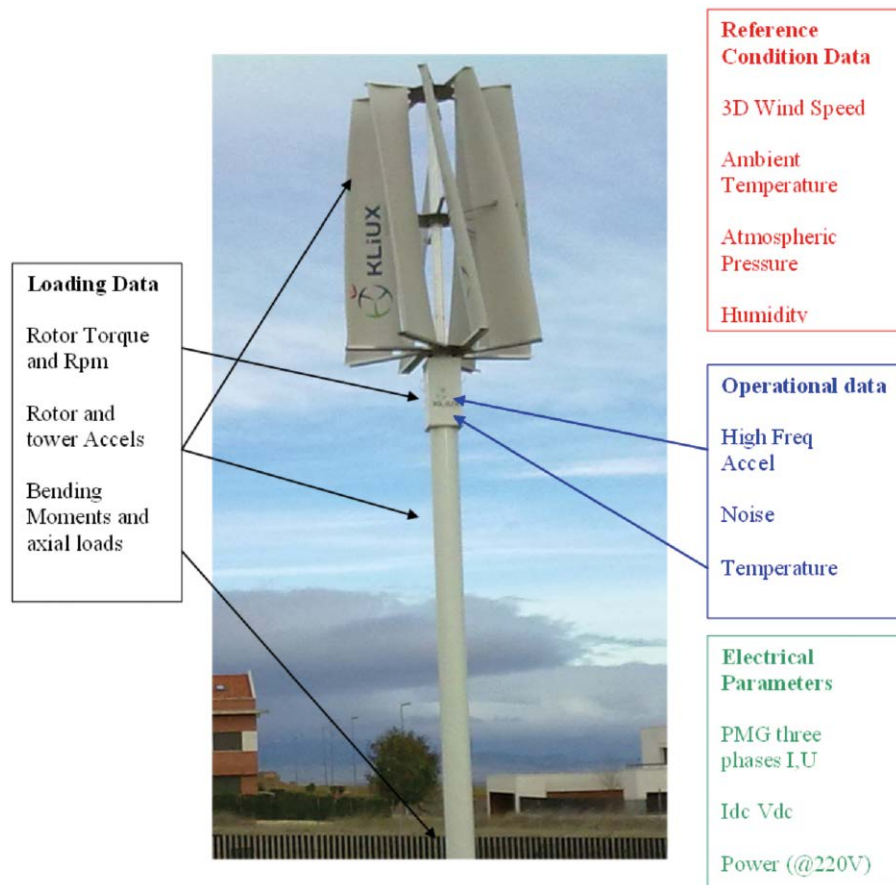 Loading Data
Rotor Torque
and Rpm
Rotor and
tower Accels
Bending
Moments and
axial loads
KLiUX
KLiUX
Reference
Condition Data
3D Wind Speed
Ambient
Temperature
Atmospheric
Pressure
Humidity
Operational data
High Freq
Accel
Noise
Temperature
Electrical
Parameters
PMG three
phases I,U
Idc Vdc
Power (@220V)